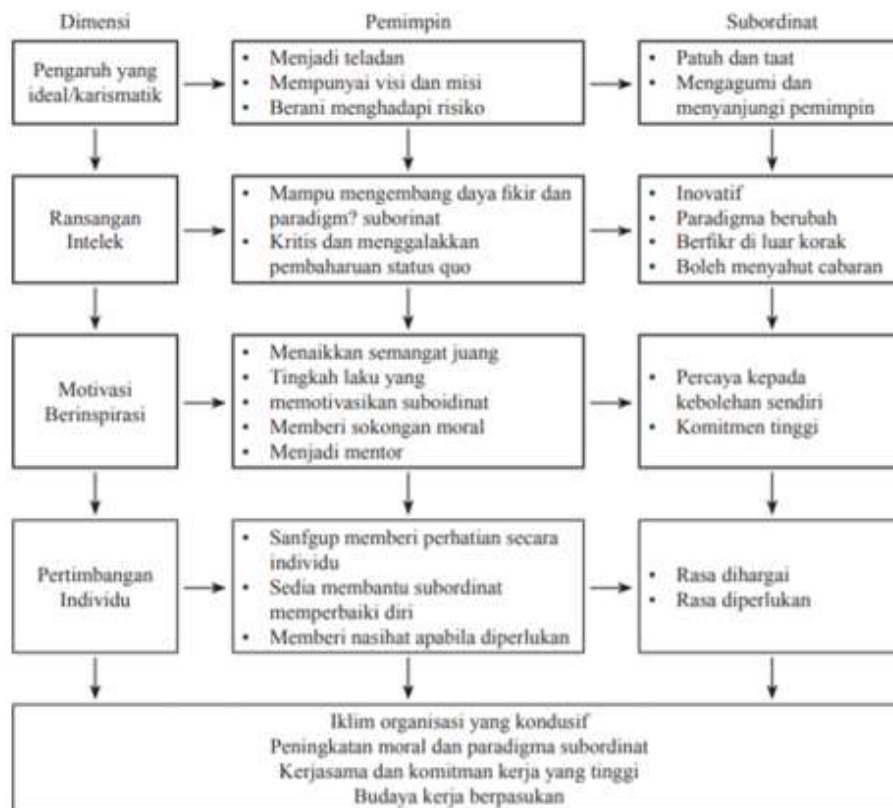 Dimensi
Pemimpin
Subordinat
Pengaruh yang
ideal/karismatik
• Menjadi teladan
• Mempunyai visi dan misi
• Berani menghadapi risiko
• Patuh dan taat
• Mengagumi dan
menyanjungi pemimpin
Ransangan
Intelek
• Mampu mengembang daya fikir dan
paradigm? suborinat
• Kritis dan menggalakkan
pembaharuan status quo
• Inovatif
• Paradigma berubah
• Berfikr di luar korak
• Boleh menyahut cabaran
Motivasi
Berinspirasi
• Menaikkan semangat juang
• Tingkah laku yang
• memotivasikan suboidinat
• Memberi sokongan moral
• Menjadi mentor
• Percaya kepada
kebolehan sendiri
• Komitmen tinggi
Pertimbangan
Individu
• Sanfgup memberi perhatian secara
individu
• Sedia membantu subordinat
memperbaiki diri
• Memberi nasihat apabila diperlukan
• Rasa dihargai
• Rasa diperlukan
Iklim organisasi yang kondusif
Peningkatan moral dan paradigma subordinat
Kerjasama dan komitman kerja yang tinggi
Budaya kerja berpasukan